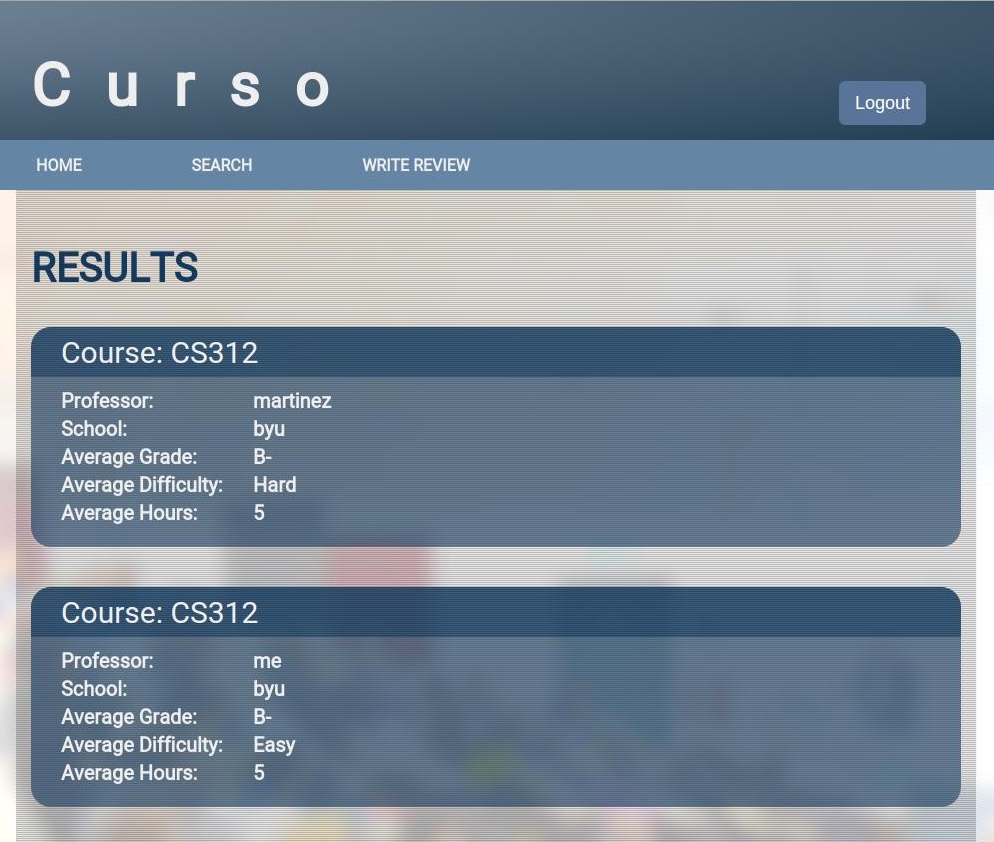 Curso
Logout
HOME SEARCH WRITE REVIEW
RESULTS
Course: CS312
Professor: martinez
School: byu
Average Grade: B-
Average Difficulty: Hard
Average Hours: 5
Course: CS312
Professor: me
School: byu
Average Grade: B-
Average Difficulty: Easy
Average Hours: 5